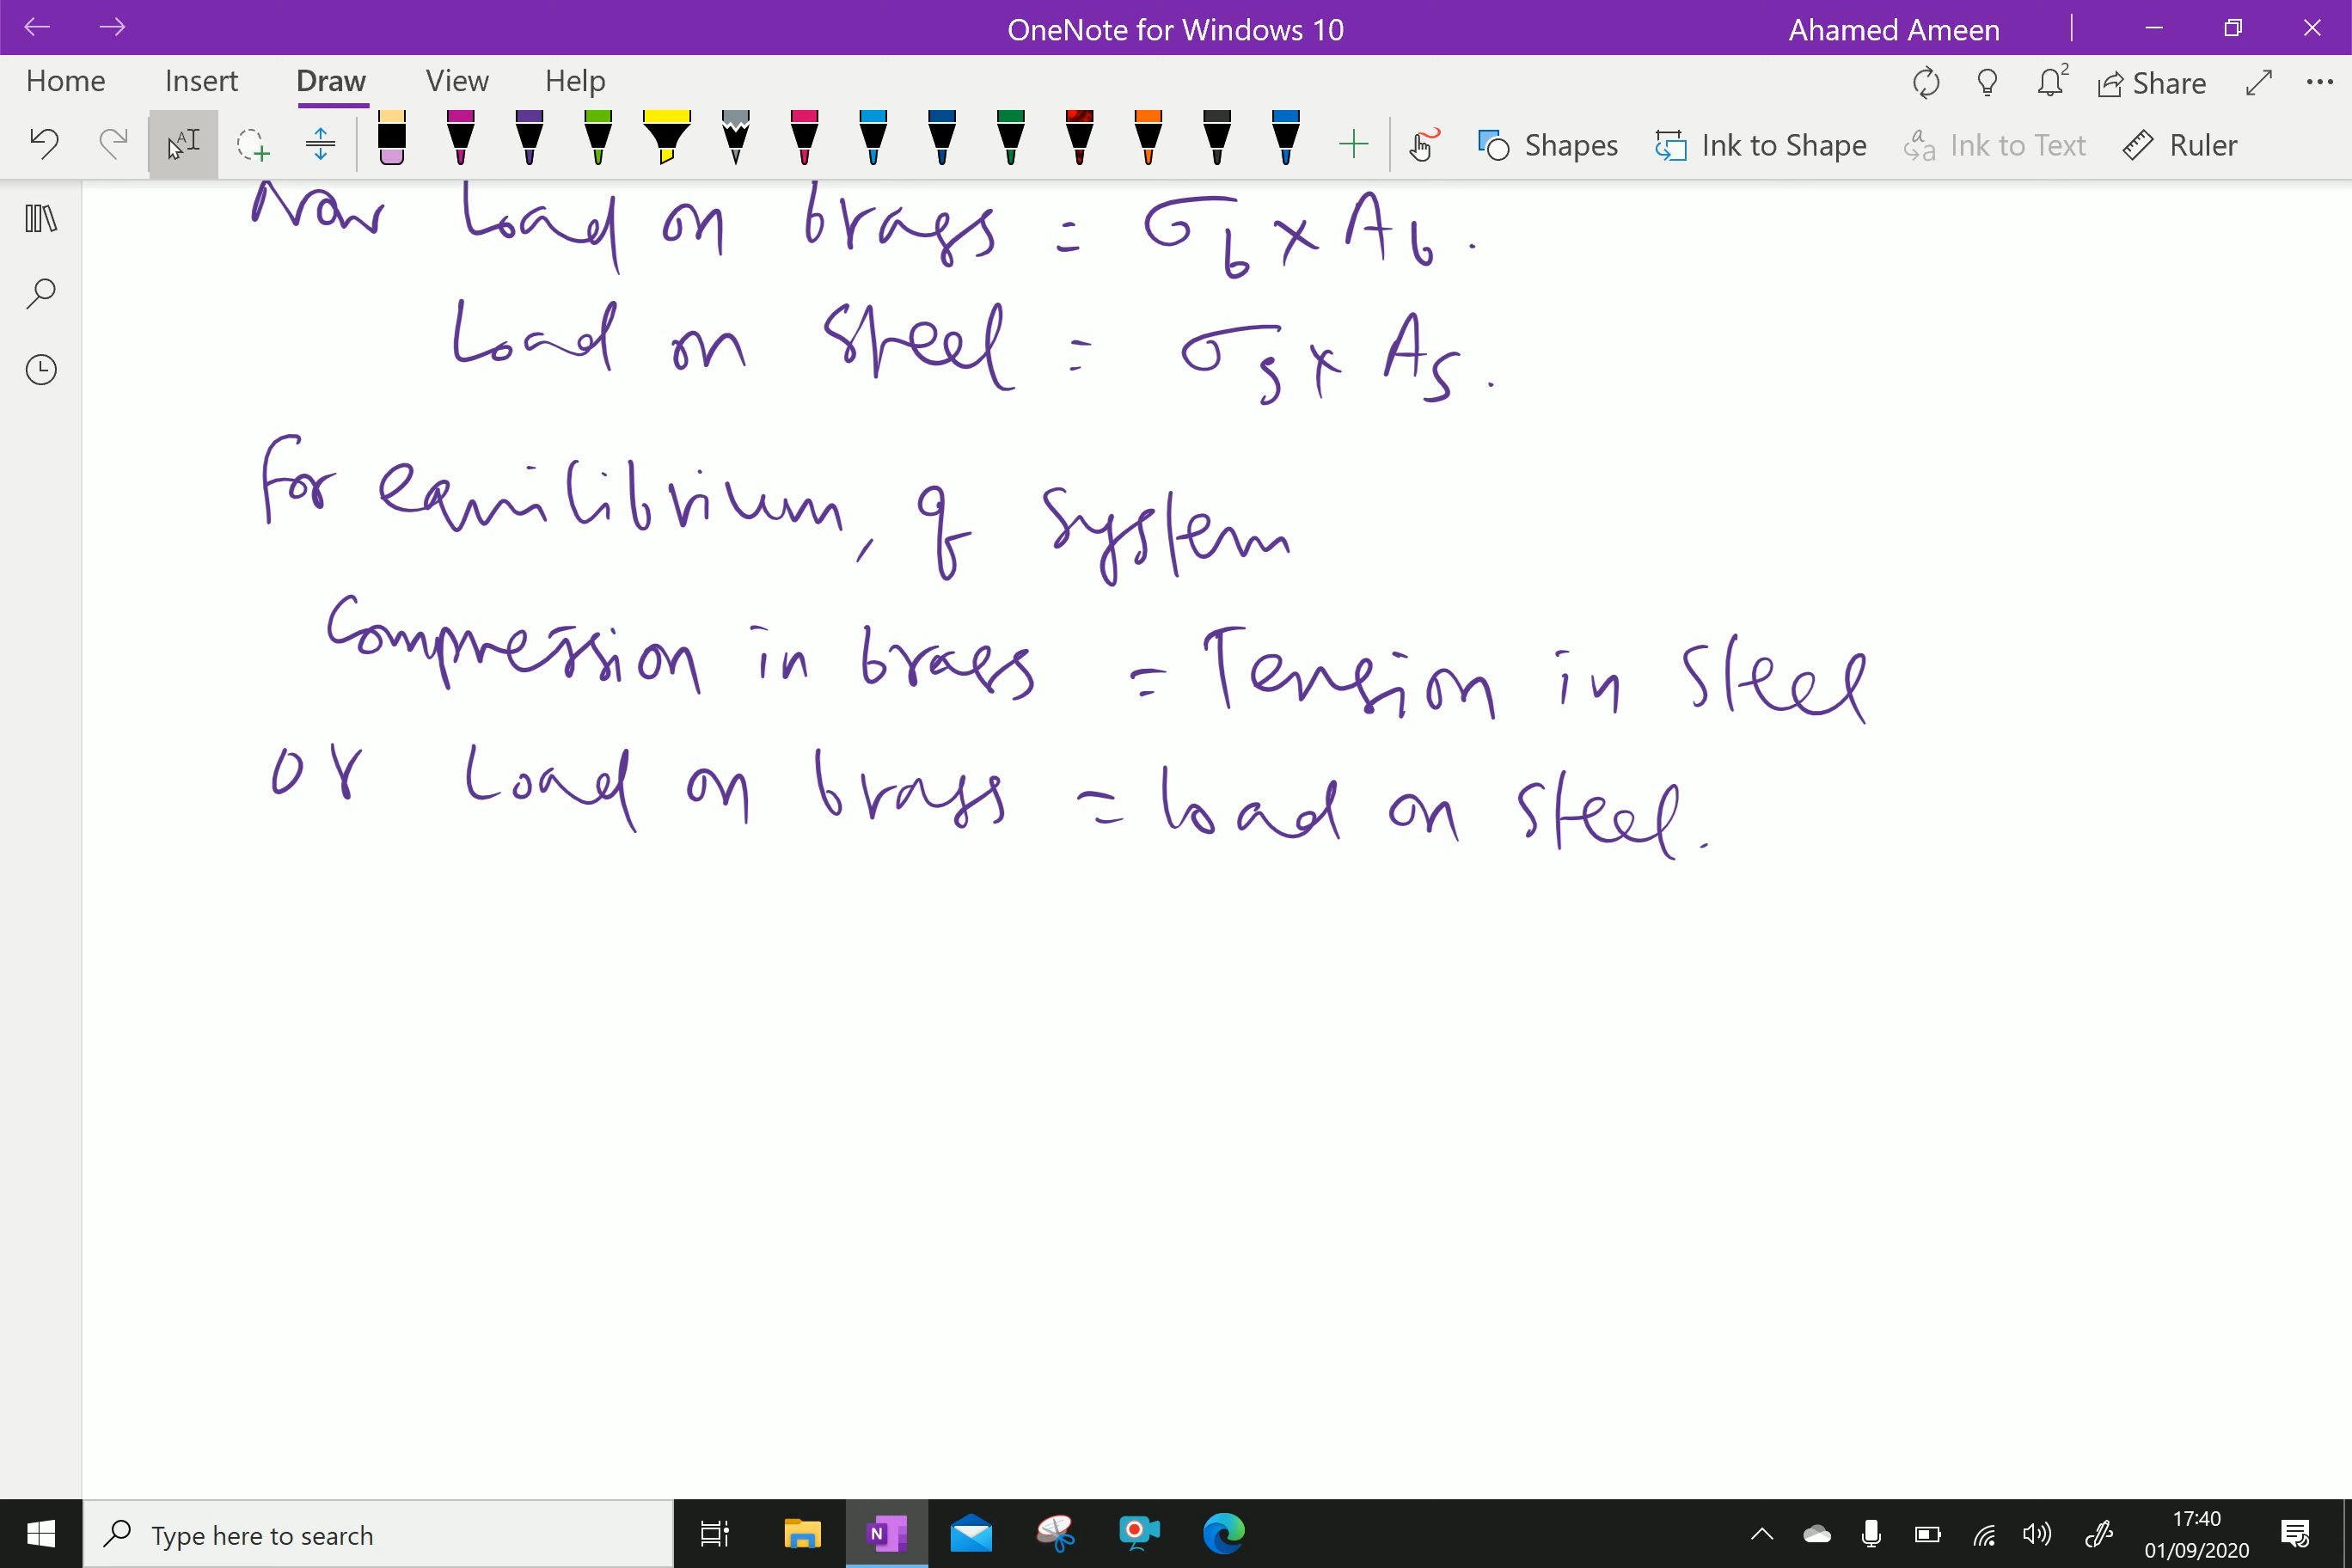 OneNote for Windows 10
Ahamed Ameen
Home Insert Draw View Help
2 Share
Shapes Ink to Shape Ink to Text Ruler
Now Load on brass = σb × Ab.
Load on steel = σs × As.
For equilibrium, of system
Compression in brass = Tension in steel
or Load on brass = load on steel.
Type here to search
17:40
01/09/2020